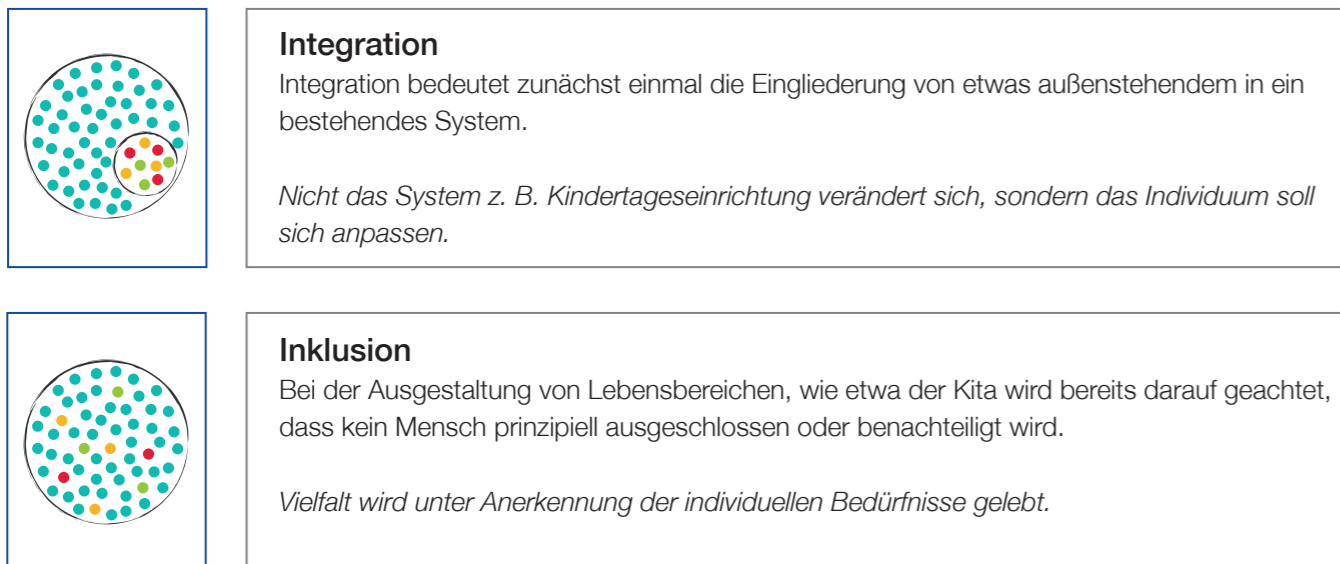 Integration
Integration bedeutet zunächst einmal die Eingliederung von etwas außenstehendem in ein
bestehendes System.
Nicht das System z. B. Kindertageseinrichtung verändert sich, sondern das Individuum soll
sich anpassen.
Inklusion
Bei der Ausgestaltung von Lebensbereichen, wie etwa der Kita wird bereits darauf geachtet,
dass kein Mensch prinzipiell ausgeschlossen oder benachteiligt wird.
Vielfalt wird unter Anerkennung der individuellen Bedürfnisse gelebt.